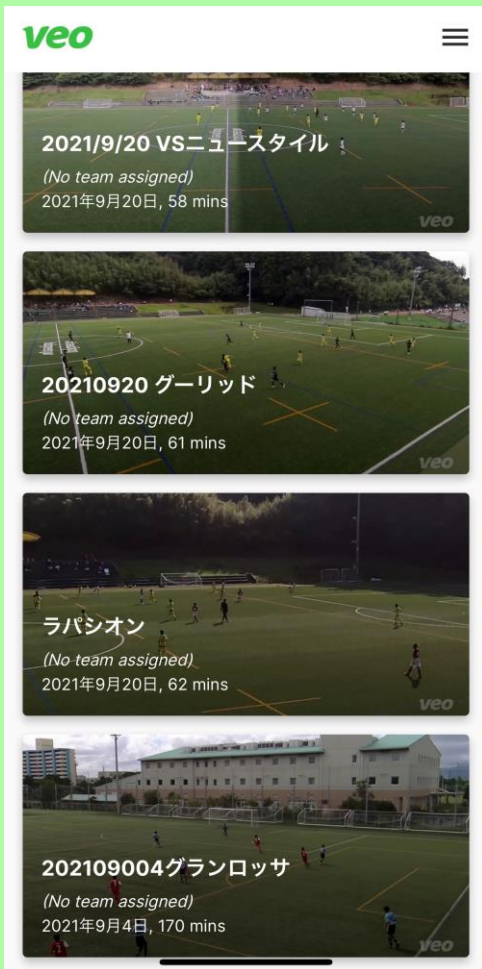 veo
2021/9/20 VSニュースタイル
(No team assigned)
2021年9月20日, 58 mins
veo
20210920 グーリッド
(No team assigned)
2021年9月20日, 61 mins
veo
ラパシオン
(No team assigned)
2021年9月20日, 62 mins
veo
202109004グランロッサ
(No team assigned)
2021年9月4日, 170 mins
veo